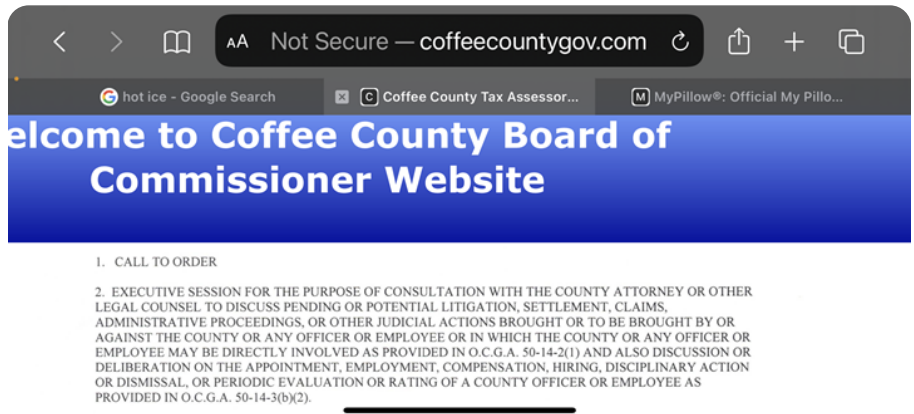 AA Not Secure — coffeecountygov.com
G hot ice - Google Search
C Coffee County Tax Assessor...
M MyPillow®: Official My Pillo...
elcome to Coffee County Board of
Commissioner Website
1. CALL TO ORDER
2. EXECUTIVE SESSION FOR THE PURPOSE OF CONSULTATION WITH THE COUNTY ATTORNEY OR OTHER
LEGAL COUNSEL TO DISCUSS PENDING OR POTENTIAL LITIGATION, SETTLEMENT, CLAIMS,
ADMINISTRATIVE PROCEEDINGS, OR OTHER JUDICIAL ACTIONS BROUGHT OR TO BE BROUGHT BY OR
AGAINST THE COUNTY OR ANY OFFICER OR EMPLOYEE OR IN WHICH THE COUNTY OR ANY OFFICER OR
EMPLOYEE MAY BE DIRECTLY INVOLVED AS PROVIDED IN O.C.G.A. 50-14-2(1) AND ALSO DISCUSSION OR
DELIBERATION ON THE APPOINTMENT, EMPLOYMENT, COMPENSATION, HIRING, DISCIPLINARY ACTION
OR DISMISSAL, OR PERIODIC EVALUATION OR RATING OF A COUNTY OFFICER OR EMPLOYEE AS
PROVIDED IN O.C.G.A. 50-14-3(b)(2).